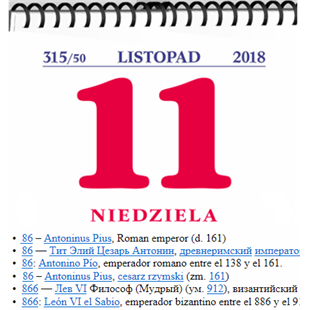 315/50 LISTOPAD 2018
11
NIEDZIELA
• 86 – Antoninus Pius, Roman emperor (d. 161)
• 86 — Тит Элий Цезарь Антонин, древнеримский императо
• 86: Antonino Pío, emperador romano entre el 138 y el 161.
• 86 – Antoninus Pius, cesarz rzymski (zm. 161)
• 866 — Лев VI Философ (Мудрый) (ум. 912), византийский
• 866: León VI el Sabio, emperador bizantino entre el 886 y el 91